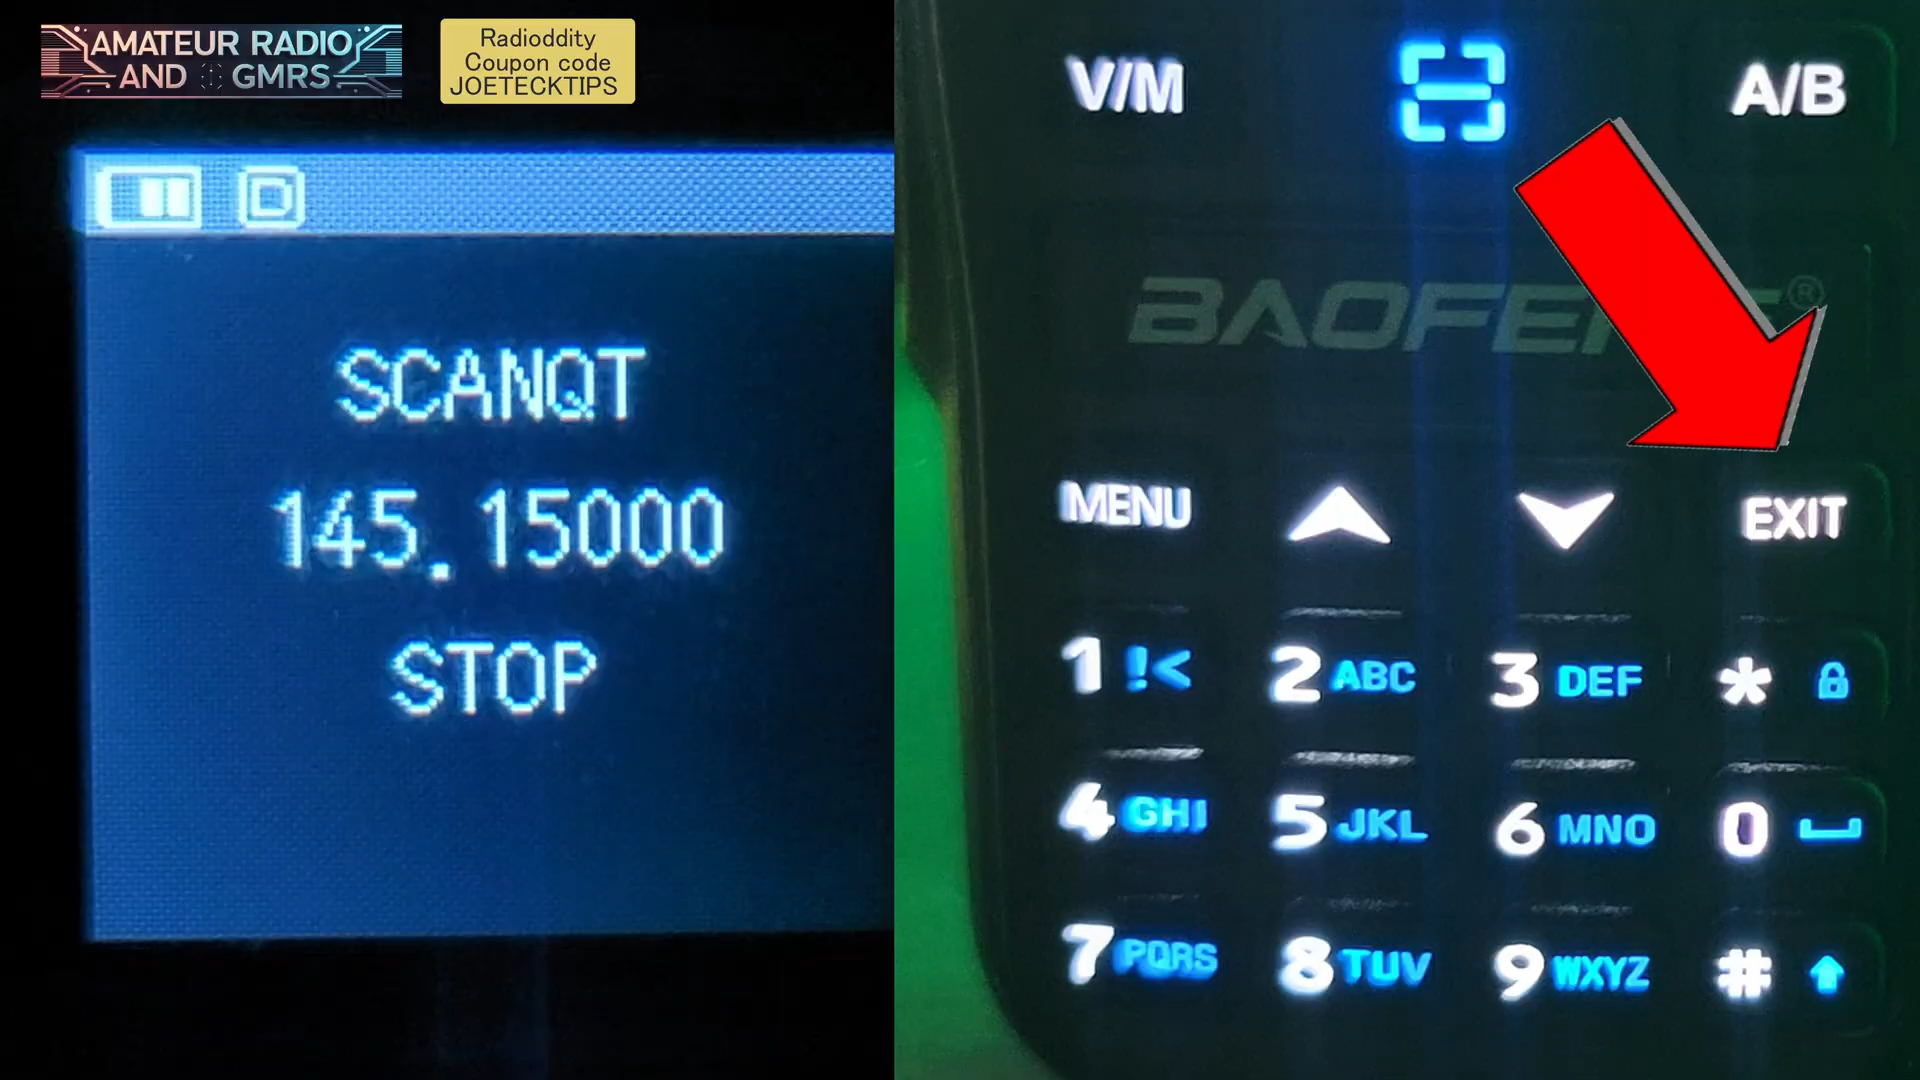 AMATEUR RADIO
AND GMRS
Radioddity
Coupon code
JOETECKTIPS
D
SCANQT
145.15000
STOP
V/M
A/B
MENU
EXIT
1 !<
2 ABC
3 DEF
*
4 GHI
5 JKL
6 MNO
0
7 PQRS
8 TUV
9 WXYZ
#